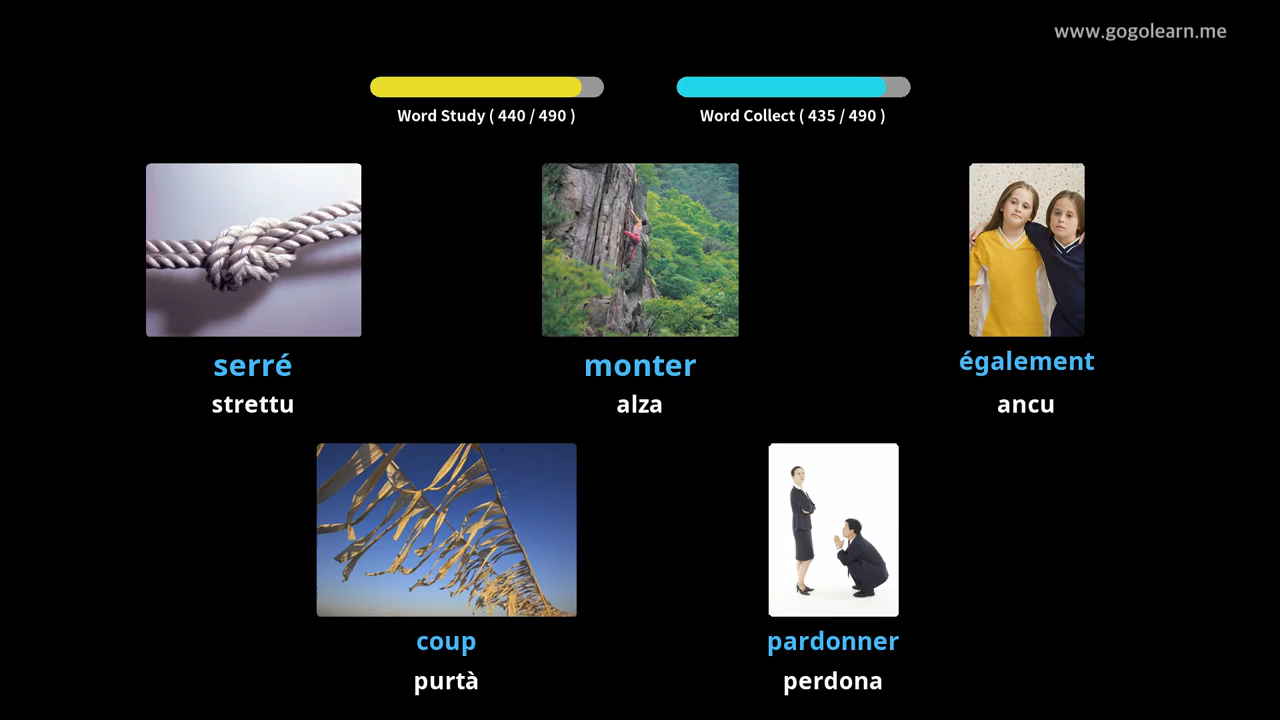 www.gogolearn.me
Word Study ( 440 / 490 )
Word Collect ( 435 / 490 )
serré
strettu
monter
alza
également
ancu
coup
purtà
pardonner
perdona